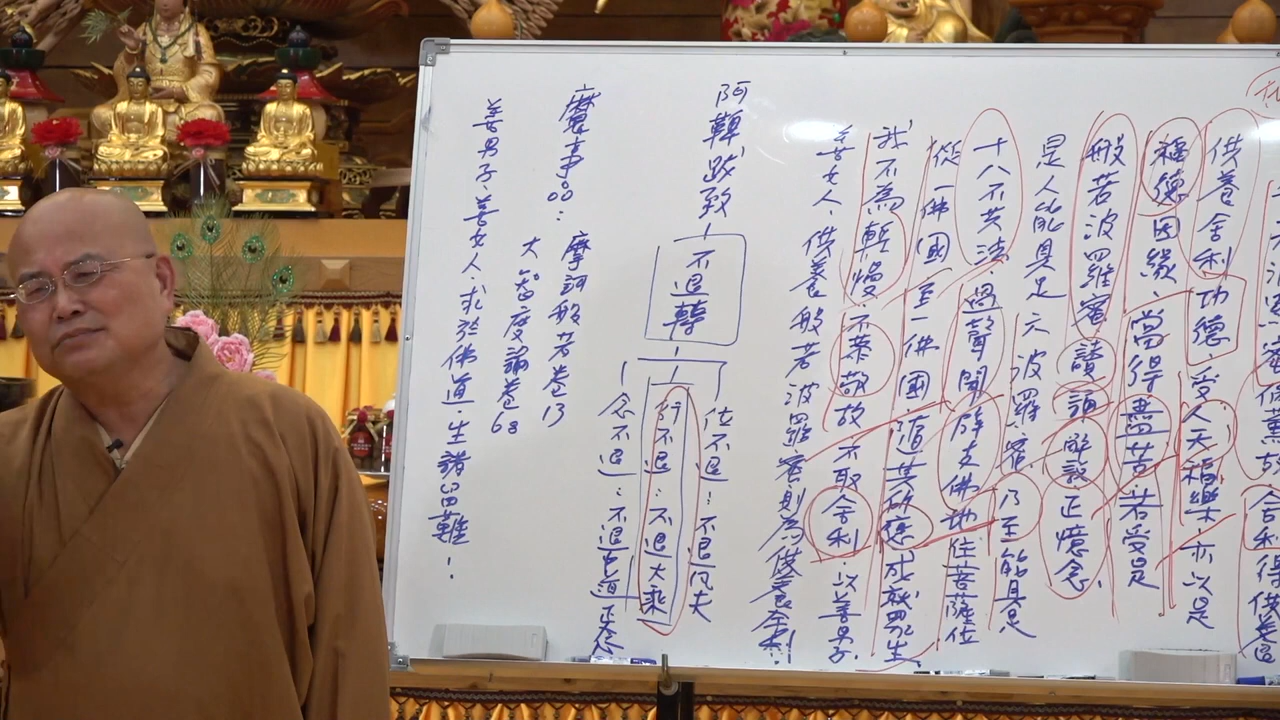 供養舍利功德、受人天福樂亦以是
種德因緣、當得盡苦、若受是
般若波羅蜜讀誦解說正憶念、
是人能具足六波羅蜜乃至能具足
十八不共法、過聲聞辟支佛地住菩薩位
從一佛國至一佛國、隨其所應成就眾生
我不為輕慢、不恭敬故不取舍利、以善男子、
善女人、供養般若波羅蜜、則為供養舍利!
阿鞞跋致-不退轉
位不退:不退凡夫
行不退:不退大乘
念不退:不退中道正念
魔事品:摩訶般若卷13
大智度論卷68
善男子、善女人、求於佛道、生諸留難!